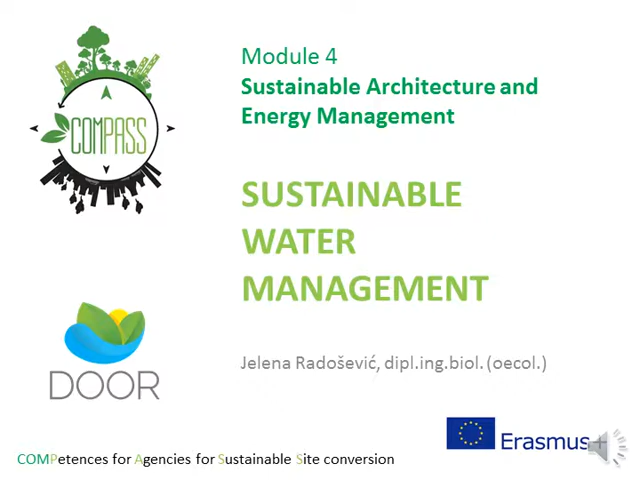 Module 4
Sustainable Architecture and
Energy Management
COMPASS
SUSTAINABLE
WATER
MANAGEMENT
Jelena Radošević, dipl.ing.biol. (oecol.)
DOOR
Erasmus+
COMPetences for Agencies for Sustainable Site conversion